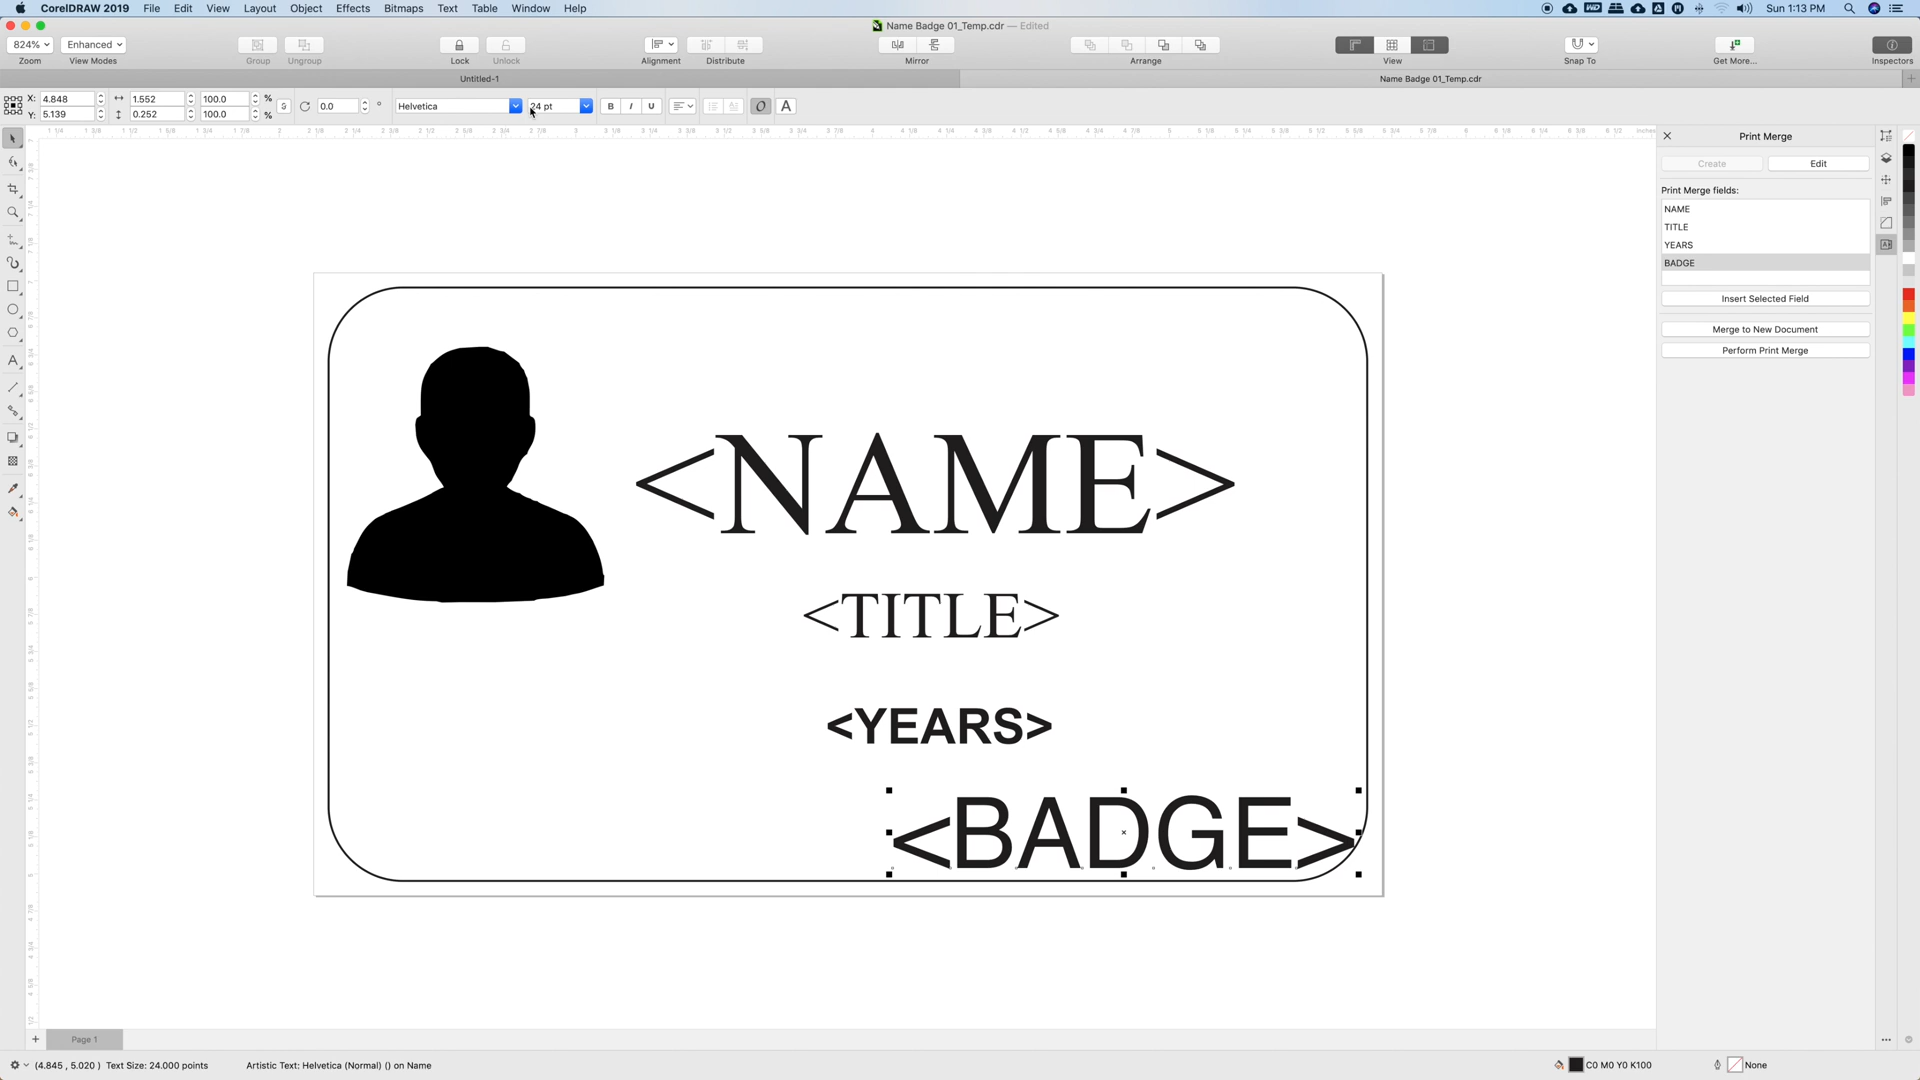 CorelDRAW 2019 File Edit View Layout Object Effects Bitmaps Text Table Window Help Sun 1:13 PM
Name Badge 01_Temp.cdr — Edited
824% Enhanced
Zoom View Modes Group Ungroup Lock Unlock Alignment Distribute Mirror Arrange View Snap To Get More... Inspectors
Untitled-1 Name Badge 01_Temp.cdr
X: 4.848 1.552 100.0 % 0.0 ° Helvetica 24 pt B I U O A
Y: 5.139 0.252 100.0 %
Print Merge
Create Edit
Print Merge fields:
NAME
TITLE
YEARS
BADGE
Insert Selected Field
Merge to New Document
Perform Print Merge
<NAME>
<TITLE>
<YEARS>
<BADGE>
Page 1
(4.845 , 5.020 ) Text Size: 24.000 points Artistic Text: Helvetica (Normal) () on Name C0 M0 Y0 K100 None